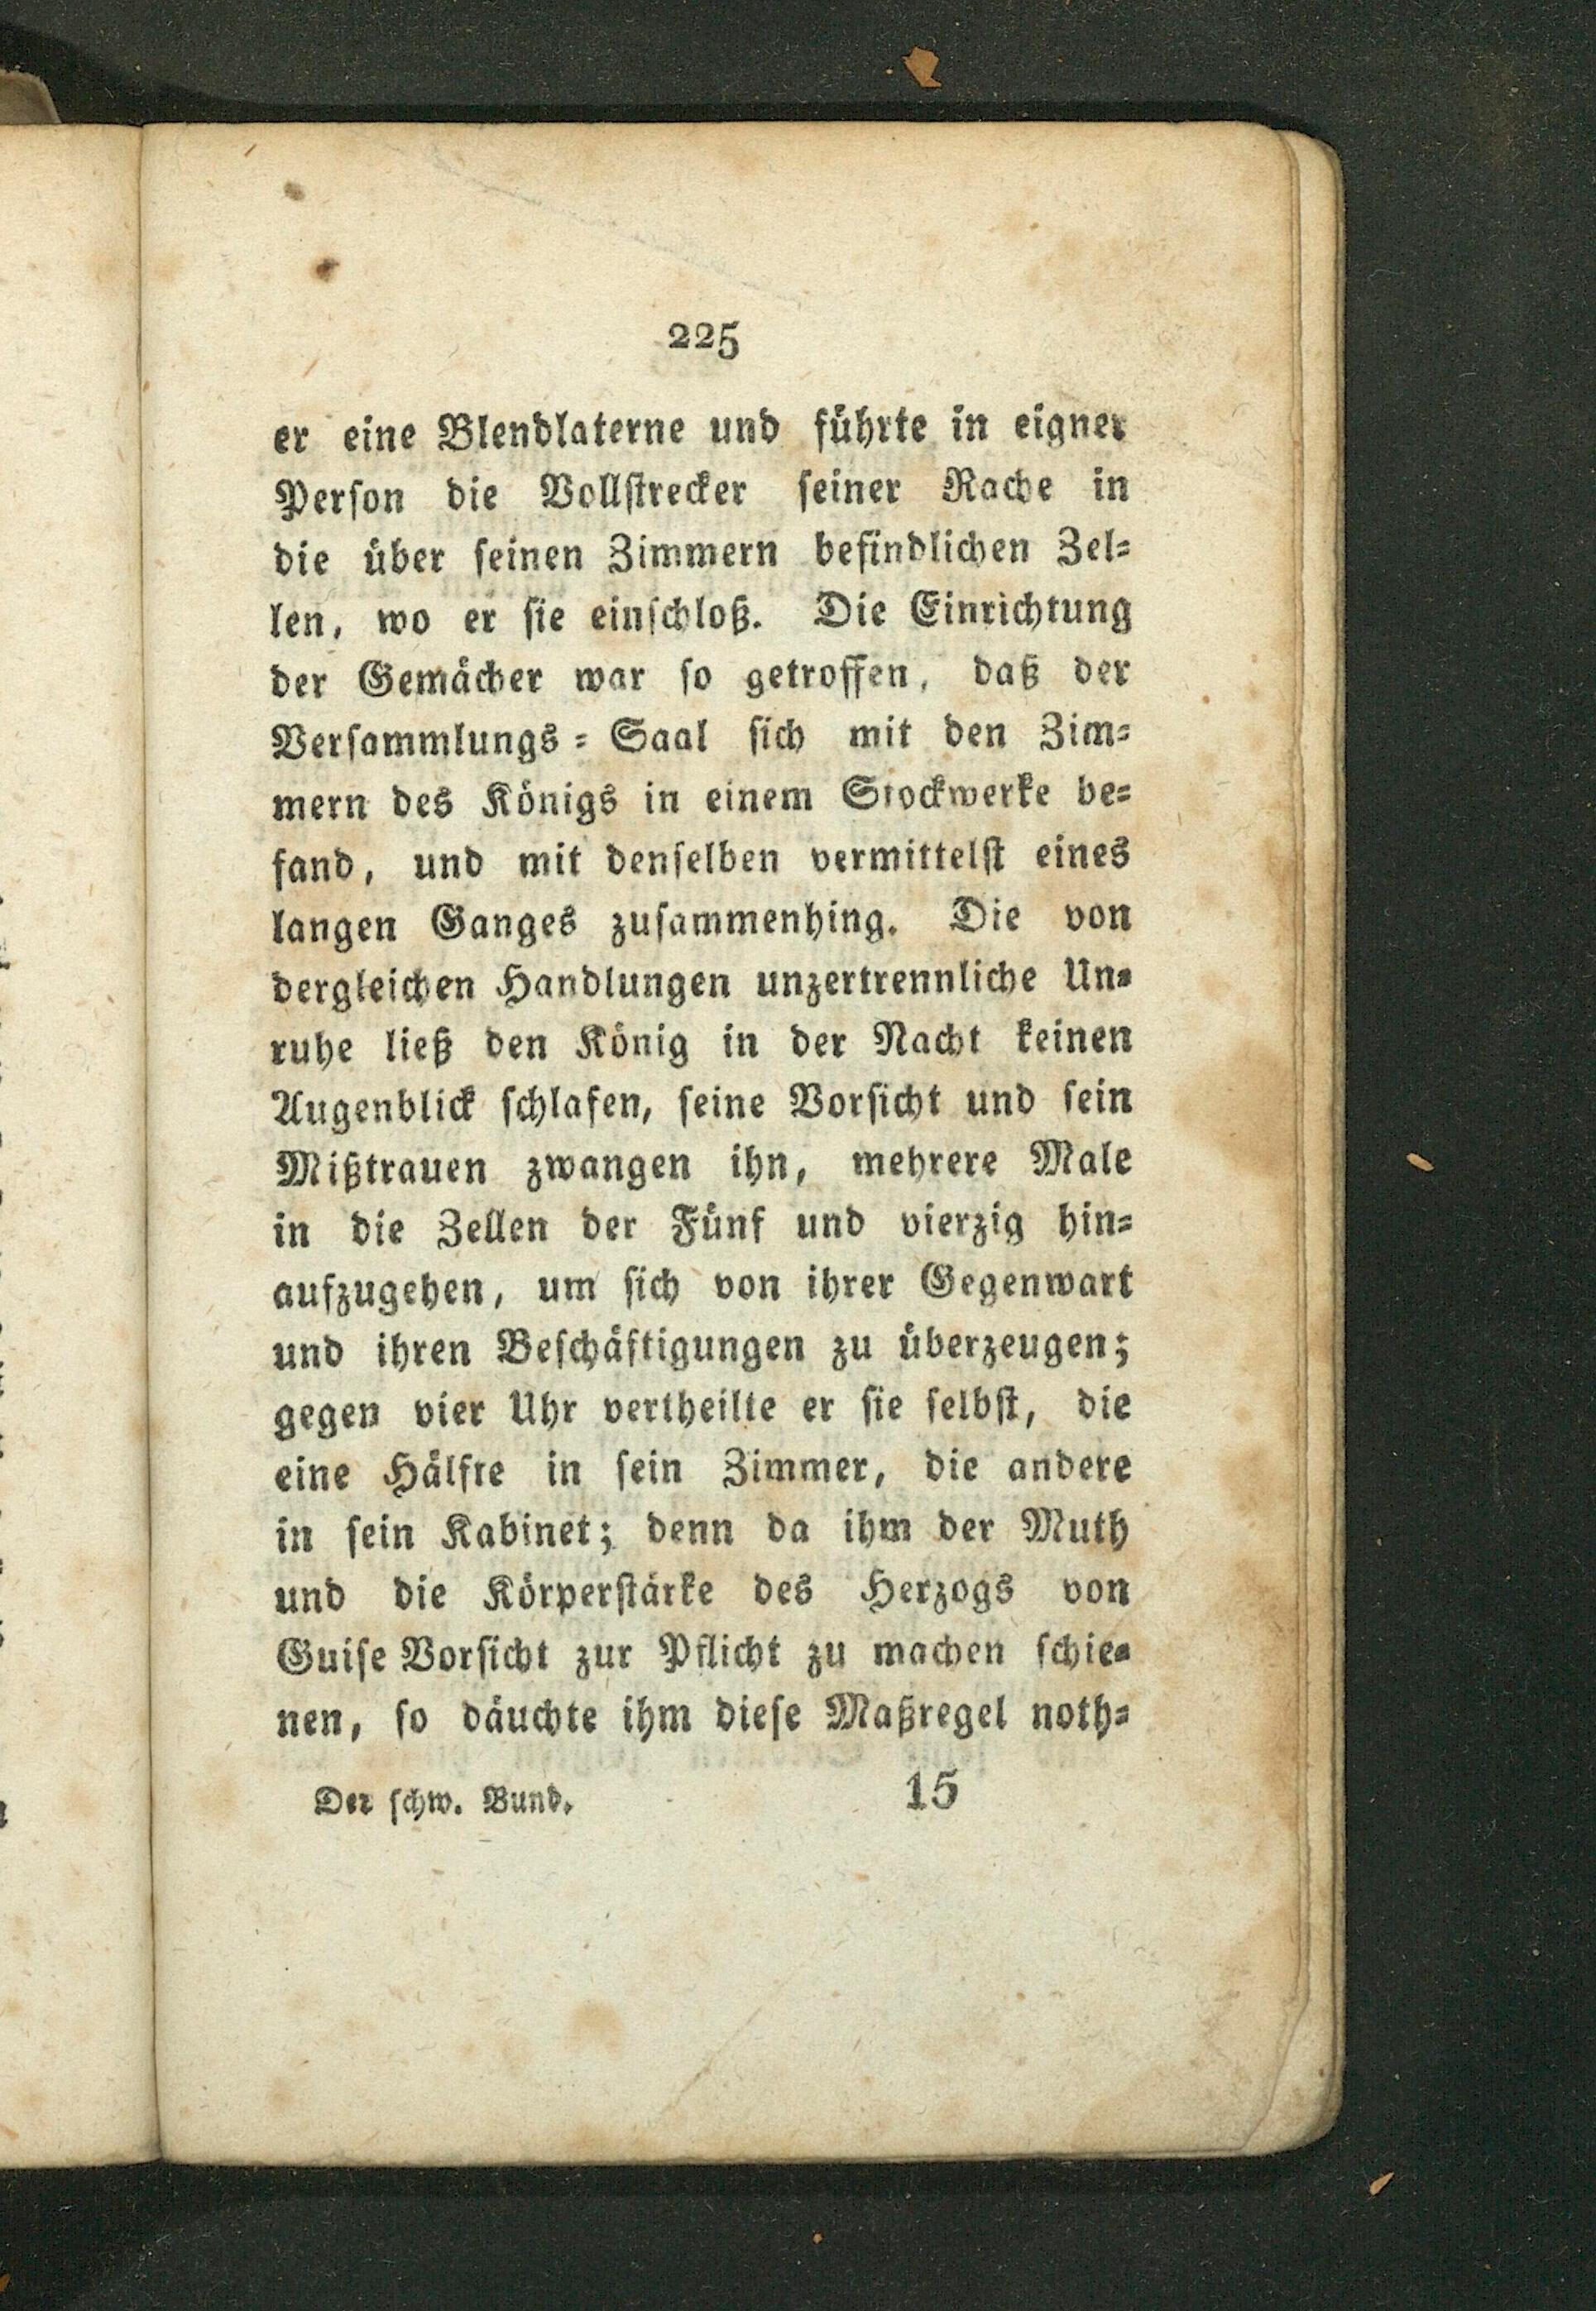 225
er eine Blendlaterne und führte in eigner
Perſon die Vollſtrecker ſeiner Rache in
die über ſeinen Zimmern befindlichen Zel⸗
len, wo er ſie einſchloß. Die Einrichtung
der Gemächer war ſo getroffen, daß der
Verſammlungs⸗Saal ſich mit den Zim⸗
mern des Königs in einem Stockwerke be⸗
fand, und mit denſelben vermittelſt eines
langen Ganges zuſammenhing. Die von
dergleichen Handlungen unzertrennliche Un⸗
ruhe ließ den König in der Nacht keinen
Augenblick ſchlafen, ſeine Vorſicht und ſein
Mißtrauen zwangen ihn, mehrere Male
in die Zellen der Fünf und vierzig hin⸗
aufzugehen, um ſich von ihrer Gegenwart
und ihren Beſchäftigungen zu überzeugen;
gegen vier Uhr vertheilte er ſie ſelbſt, die
eine Hälfte in ſein Zimmer, die andere
in ſein Kabinet; denn da ihm der Muth
und die Körperſtärke des Herzogs von
Guiſe Vorſicht zur Pflicht zu machen ſchie⸗
nen, ſo däuchte ihm dieſe Maßregel noth⸗
Der ſchw. Bund. 15